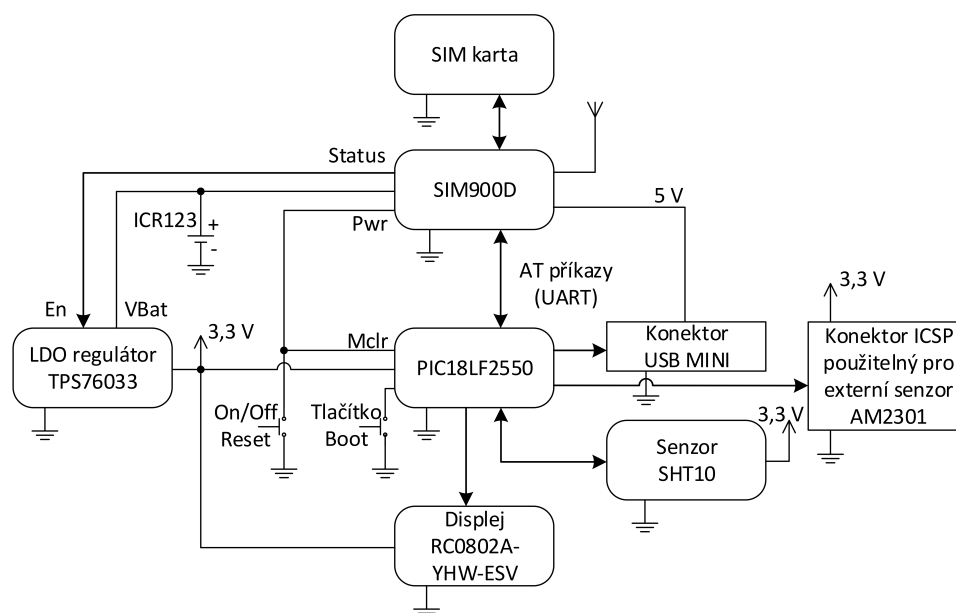 SIM karta
Status
SIM900D
5 V
ICR123
+
-
Pwr
AT příkazy
(UART)
3,3 V
En
VBat
3,3 V
LDO regulátor
TPS76033
Mclr
PIC18LF2550
Konektor
USB MINI
Konektor ICSP
použitelný pro
externí senzor
AM2301
On/Off
Reset
Tlačítko
Boot
3,3 V
Senzor
SHT10
Displej
RC0802A-
YHW-ESV